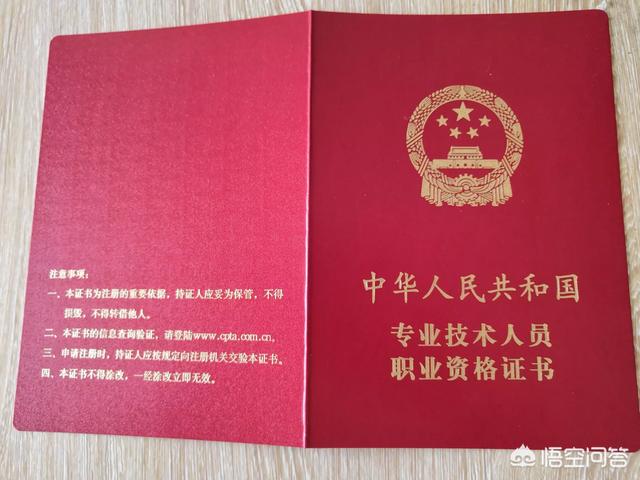 注意事项：
一、本证书为注册的重要依据，持证人应妥为保管，不得
损毁，不得转借他人。
二、本证书的信息查询验证，请登陆www.cpta.com.cn。
三、申请注册时，持证人应按规定向注册机关交验本证书。
四、本证书不得涂改，一经涂改立即无效。
中华人民共和国
专业技术人员
职业资格证书
悟空问答